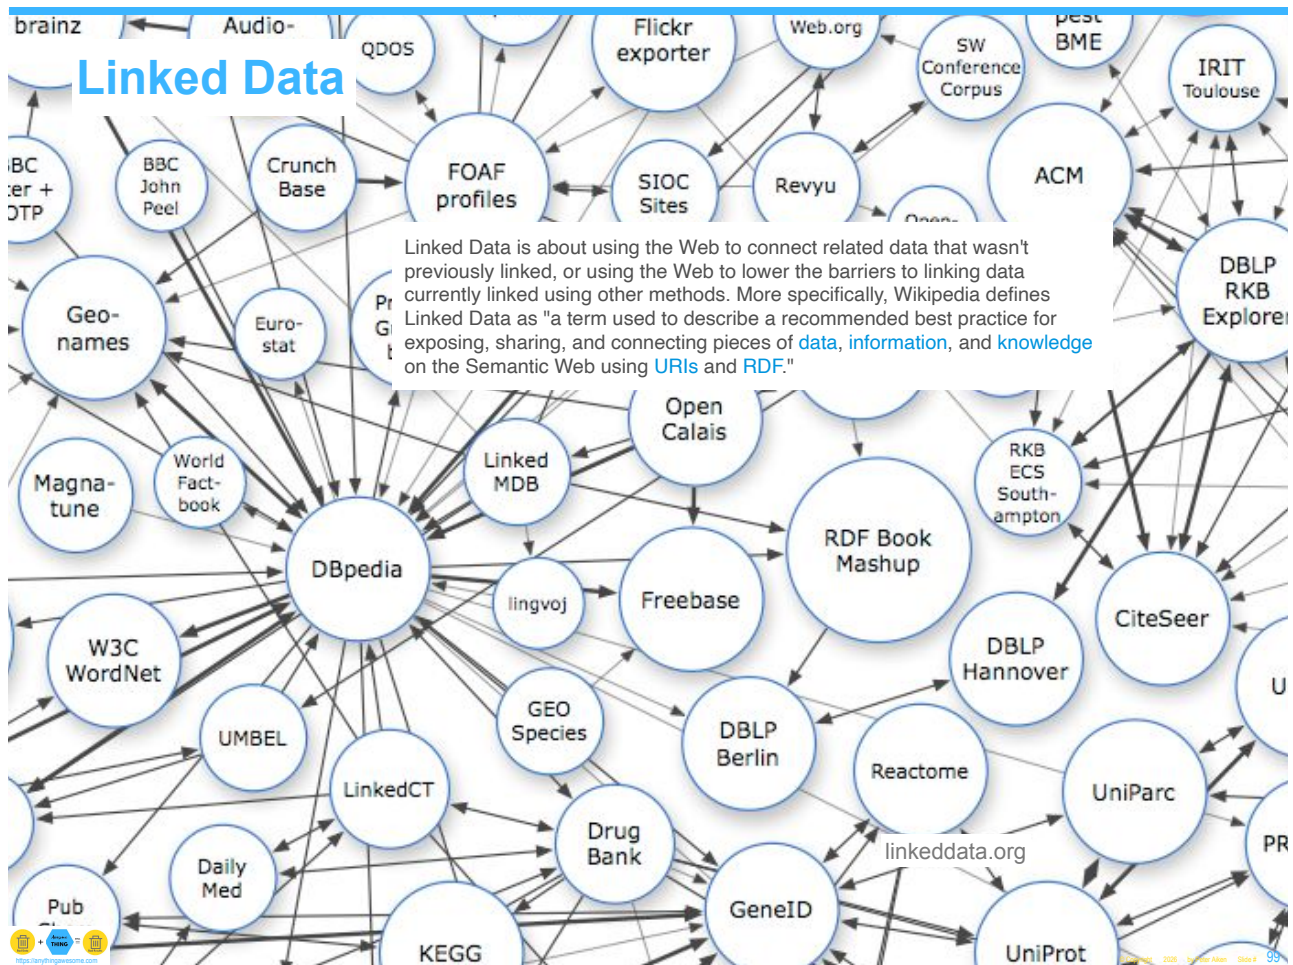 brainz
Audio-
QDOS
Flickr
exporter
Web.org
SW
Conference
Corpus
BME
IRIT
Toulouse
Linked Data
BBC
John
Peel
Crunch
Base
FOAF
profiles
SIOC
Sites
Revyu
ACM
DBLP
RKB
Explorer
Linked Data is about using the Web to connect related data that wasn't
previously linked, or using the Web to lower the barriers to linking data
currently linked using other methods. More specifically, Wikipedia defines
Linked Data as "a term used to describe a recommended best practice for
exposing, sharing, and connecting pieces of data, information, and knowledge
on the Semantic Web using URIs and RDF."
Geo-
names
Euro-
stat
Open
Calais
Magna-
tune
World
Fact-
book
Linked
MDB
RKB
ECS
South-
ampton
RDF Book
Mashup
DBpedia
lingvoj
Freebase
CiteSeer
W3C
WordNet
DBLP
Hannover
UMBEL
GEO
Species
DBLP
Berlin
Reactome
LinkedCT
UniParc
Drug
Bank
linkeddata.org
Daily
Med
Pub
GeneID
KEGG
UniProt
THING
https://anythingawesome.com
99